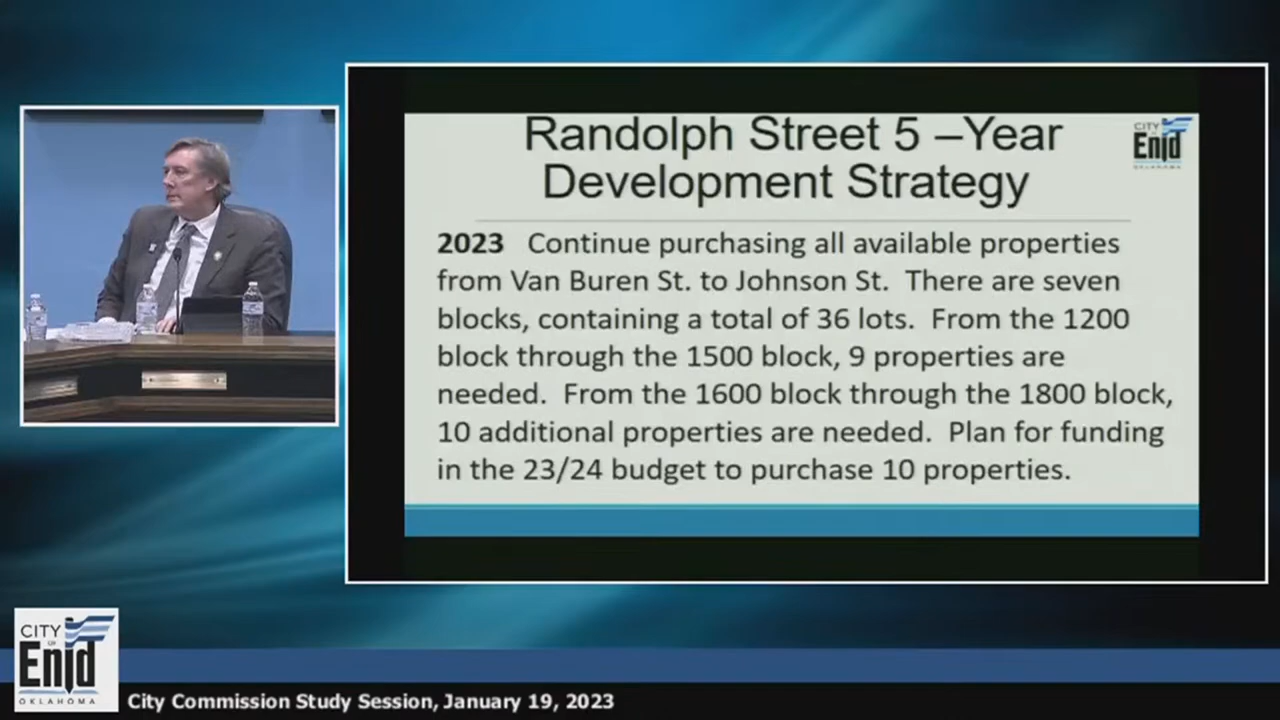 Randolph Street 5 –Year
Development Strategy
CITY
OF
Enid
OKLAHOMA
2023 Continue purchasing all available properties
from Van Buren St. to Johnson St. There are seven
blocks, containing a total of 36 lots. From the 1200
block through the 1500 block, 9 properties are
needed. From the 1600 block through the 1800 block,
10 additional properties are needed. Plan for funding
in the 23/24 budget to purchase 10 properties.
CITY
OF
Enid
OKLAHOMA
City Commission Study Session, January 19, 2023